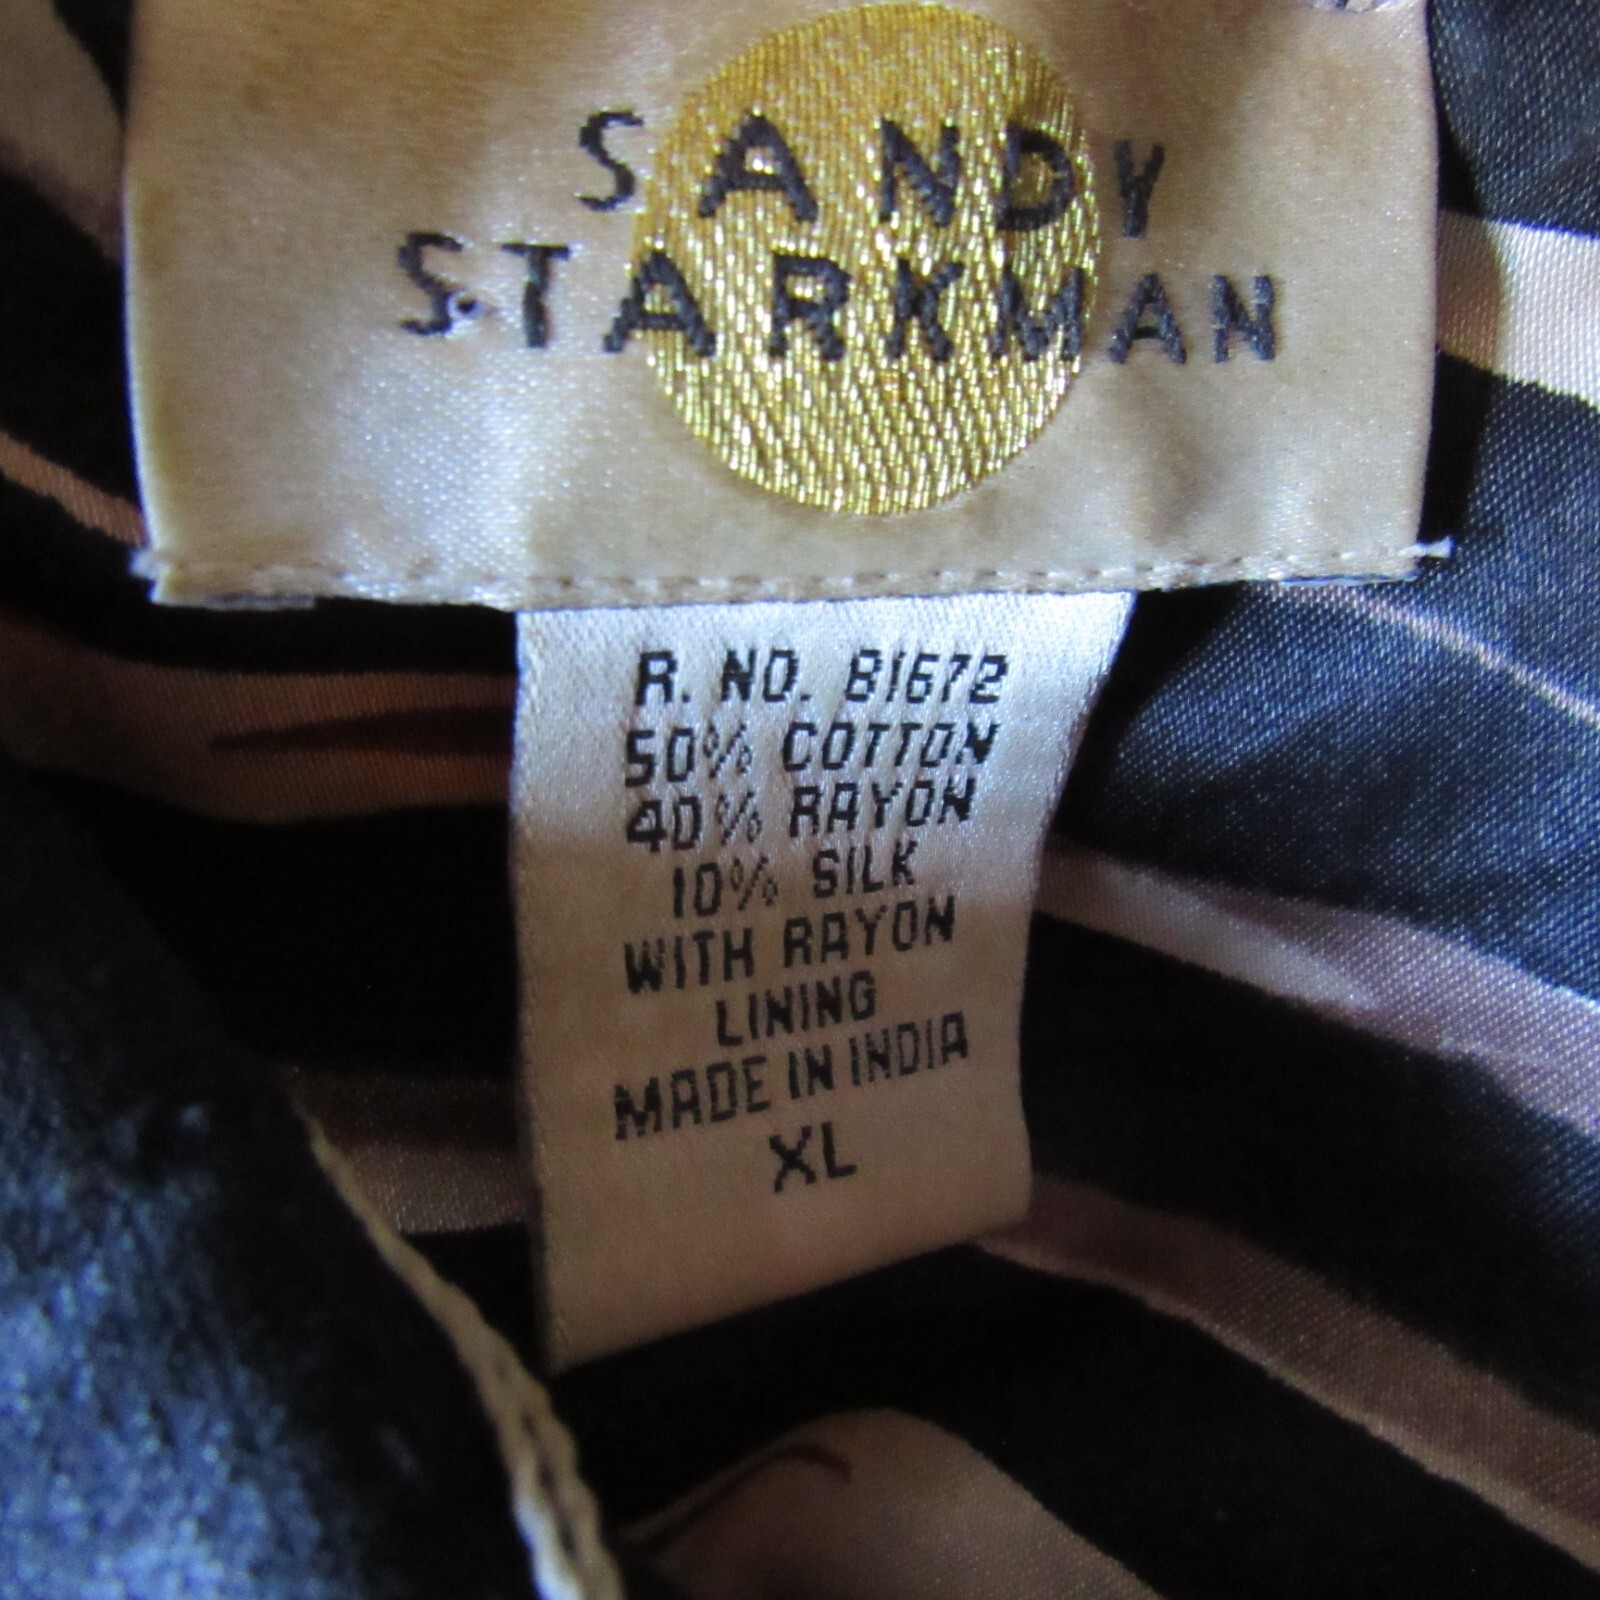 SANDY
STARKMAN
R. NO. 81672
50% COTTON
40% RAYON
10% SILK
WITH RAYON
LINING
MADE IN INDIA
XL